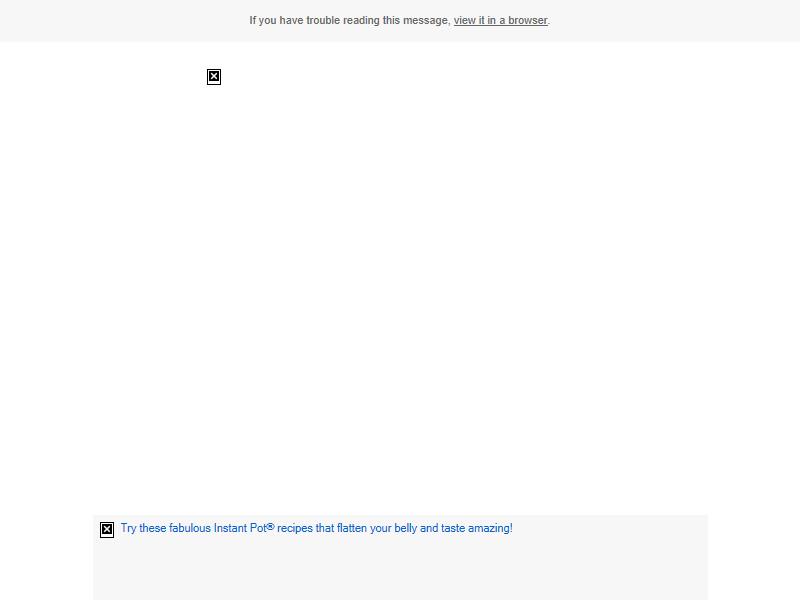 If you have trouble reading this message, view it in a browser.
Try these fabulous Instant Pot® recipes that flatten your belly and taste amazing!